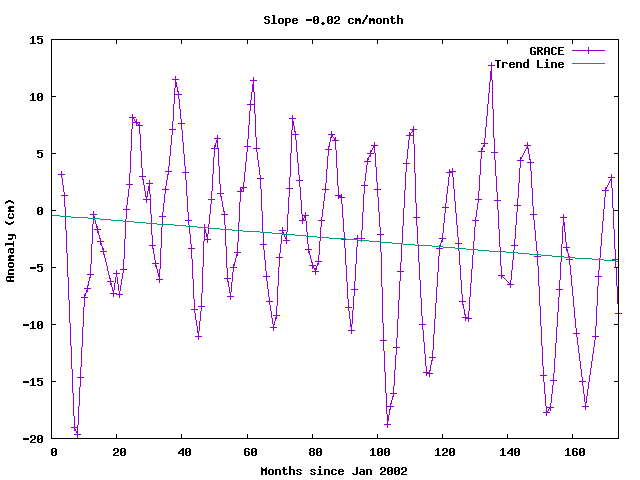 Slope -0.02 cm/month
15
10
5
0
-5
-10
-15
-20
Anomaly (cm)
GRACE
Trend Line
0 20 40 60 80 100 120 140 160
Months since Jan 2002